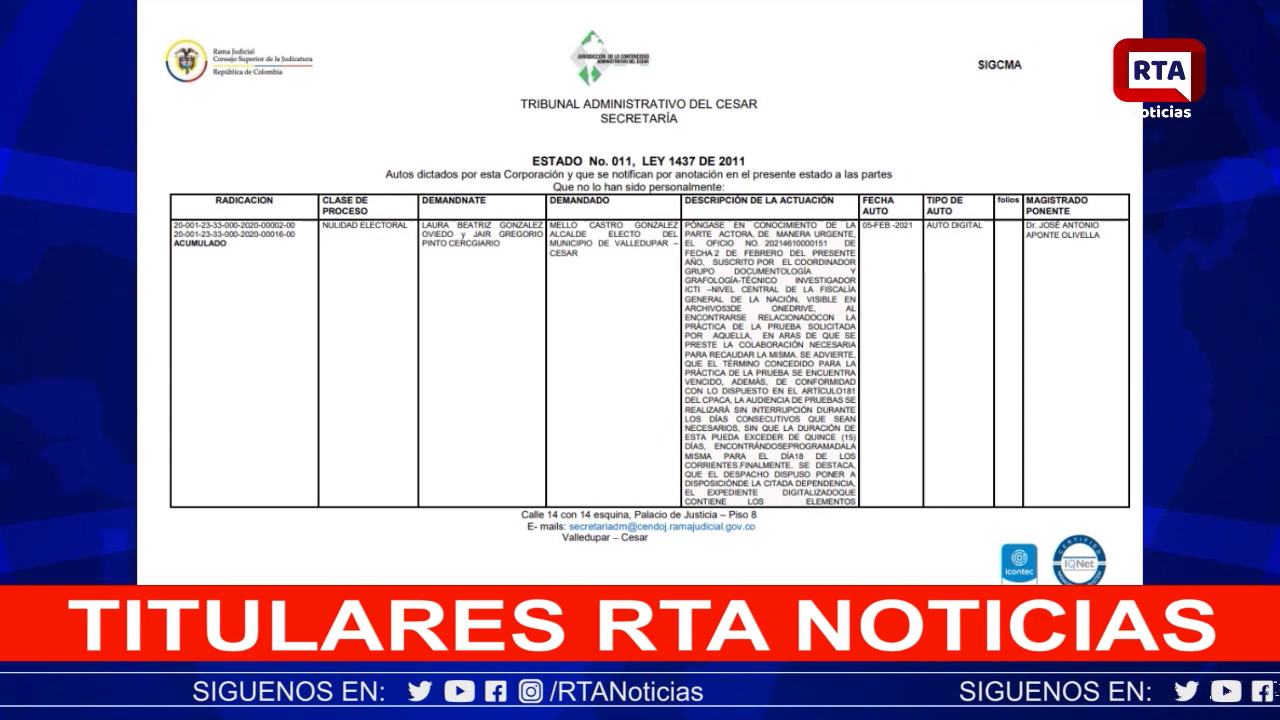 Rama Judicial
Consejo Superior de la Judicatura
República de Colombia
JURISDICCIÓN DE LO CONTENCIOSO
ADMINISTRATIVO DEL CESAR
SIGCMA
RTA
oticias
TRIBUNAL ADMINISTRATIVO DEL CESAR
SECRETARÍA
ESTADO No. 011, LEY 1437 DE 2011
Autos dictados por esta Corporación y que se notifican por anotación en el presente estado a las partes
Que no lo han sido personalmente:
RADICACION
CLASE DE
PROCESO
DEMANDNATE
DEMANDADO
DESCRIPCIÓN DE LA ACTUACIÓN
FECHA
AUTO
TIPO DE
AUTO
folios
MAGISTRADO
PONENTE
20-001-23-33-000-2020-00002-00
20-001-23-33-000-2020-00016-00
ACUMULADO
NULIDAD ELECTORAL
LAURA BEATRIZ GONZALEZ
OVIEDO y JAIR GREGORIO
PINTO CERCGIARIO
MELLO CASTRO GONZALEZ
ALCALDE ELECTO DEL
MUNICIPIO DE VALLEDUPAR –
CESAR
PÓNGASE EN CONOCIMIENTO DE LA
PARTE ACTORA, DE MANERA URGENTE,
EL OFICIO NO. 20214610000151 DE
FECHA 2 DE FEBRERO DEL PRESENTE
AÑO, SUSCRITO POR EL COORDINADOR
GRUPO DOCUMENTOLOGÍA Y
GRAFOLOGÍA-TÉCNICO INVESTIGADOR
ICTI –NIVEL CENTRAL DE LA FISCALÍA
GENERAL DE LA NACIÓN, VISIBLE EN
ARCHIVO53DE ONEDRIVE, AL
ENCONTRARSE RELACIONADOCON LA
PRÁCTICA DE LA PRUEBA SOLICITADA
POR AQUELLA, EN ARAS DE QUE SE
PRESTE LA COLABORACIÓN NECESARIA
PARA RECAUDAR LA MISMA. SE ADVIERTE,
QUE EL TÉRMINO CONCEDIDO PARA LA
PRÁCTICA DE LA PRUEBA SE ENCUENTRA
VENCIDO, ADEMÁS, DE CONFORMIDAD
CON LO DISPUESTO EN EL ARTÍCULO181
DEL CPACA, LA AUDIENCIA DE PRUEBAS SE
REALIZARÁ SIN INTERRUPCIÓN DURANTE
LOS DÍAS CONSECUTIVOS QUE SEAN
NECESARIOS, SIN QUE LA DURACIÓN DE
ESTA PUEDA EXCEDER DE QUINCE (15)
DÍAS, ENCONTRÁNDOSEPROGRAMADALA
MISMA PARA EL DÍA18 DE LOS
CORRIENTES.FINALMENTE, SE DESTACA,
QUE EL DESPACHO DISPUSO PONER A
DISPOSICIÓNDE LA CITADA DEPENDENCIA,
EL EXPEDIENTE DIGITALIZADOQUE
CONTIENE LOS ELEMENTOS
05-FEB -2021
AUTO DIGITAL
Dr. JOSÉ ANTONIO
APONTE OLIVELLA
Calle 14 con 14 esquina, Palacio de Justicia – Piso 8
E- mails: secretariadm@cendoj.ramajudicial.gov.co
Valledupar – Cesar
icontec
CERTIFIED
IQNet
TITULARES RTA NOTICIAS
SIGUENOS EN: /RTANoticias
SIGUENOS EN: